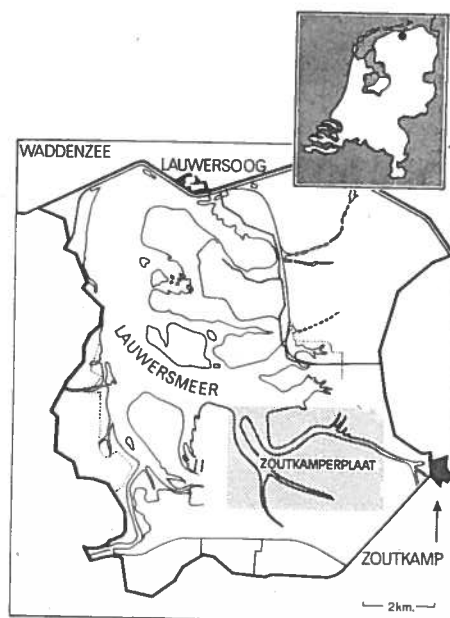 WADDENZEE
LAUWERSOOG
LAUWERSMEER
ZOUTKAMPERPLAAT
ZOUTKAMP
2km.